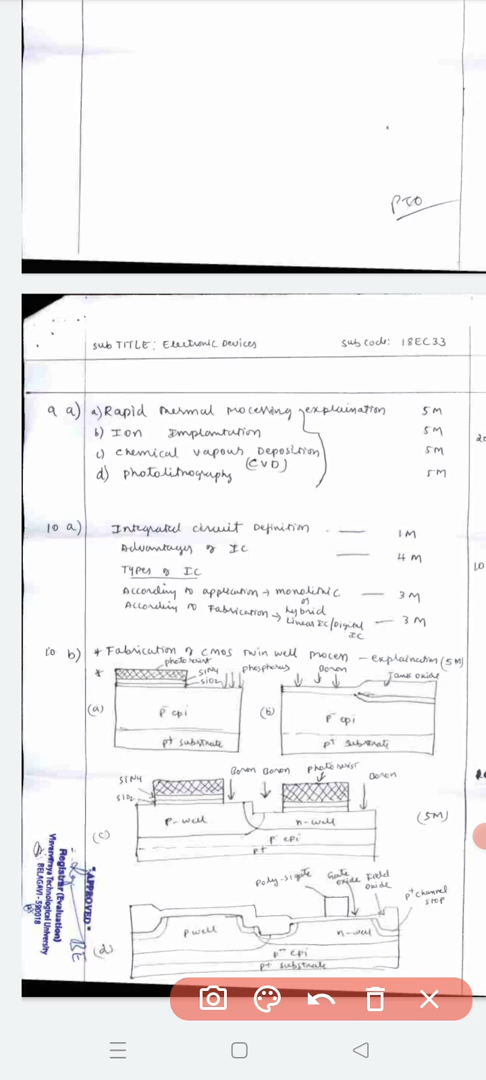 PTO
Sub TITLE: Electronic Devices Sub code: 18EC33
9 a) a) Rapid thermal processing explaination 5M
b) Ion Implantation 5M
c) chemical vapour Deposition 5M
(CVD)
d) photolithography 5M
10 a) Integrated circuit Definition — 1M
Advantages of IC — 4M
Types of IC
According to application → monolithic — 3M
or
According to Fabrication → hybrid
Linear IC/Digital IC — 3M
10 b) * Fabrication of CMOS twin well process - explaination (5M)
photo resist
SiN4
SiO2
phosphorus
Boron
Tank oxide
(a)
p- epi
p+ substrate
(b)
p- epi
p+ substrate
SiN4
SiO2
Boron Boron photo resist Boron
(c)
p-well
n-well
p- epi
p+
(5M)
poly-si gate
Gate oxide
Field oxide
p+ channel stop
(d)
p well
n-well
p- epi
p+ substrate
"APPROVED"
Registrar (Evaluation)
Visvesvaraya Technological University
BELAGAVI - 590018